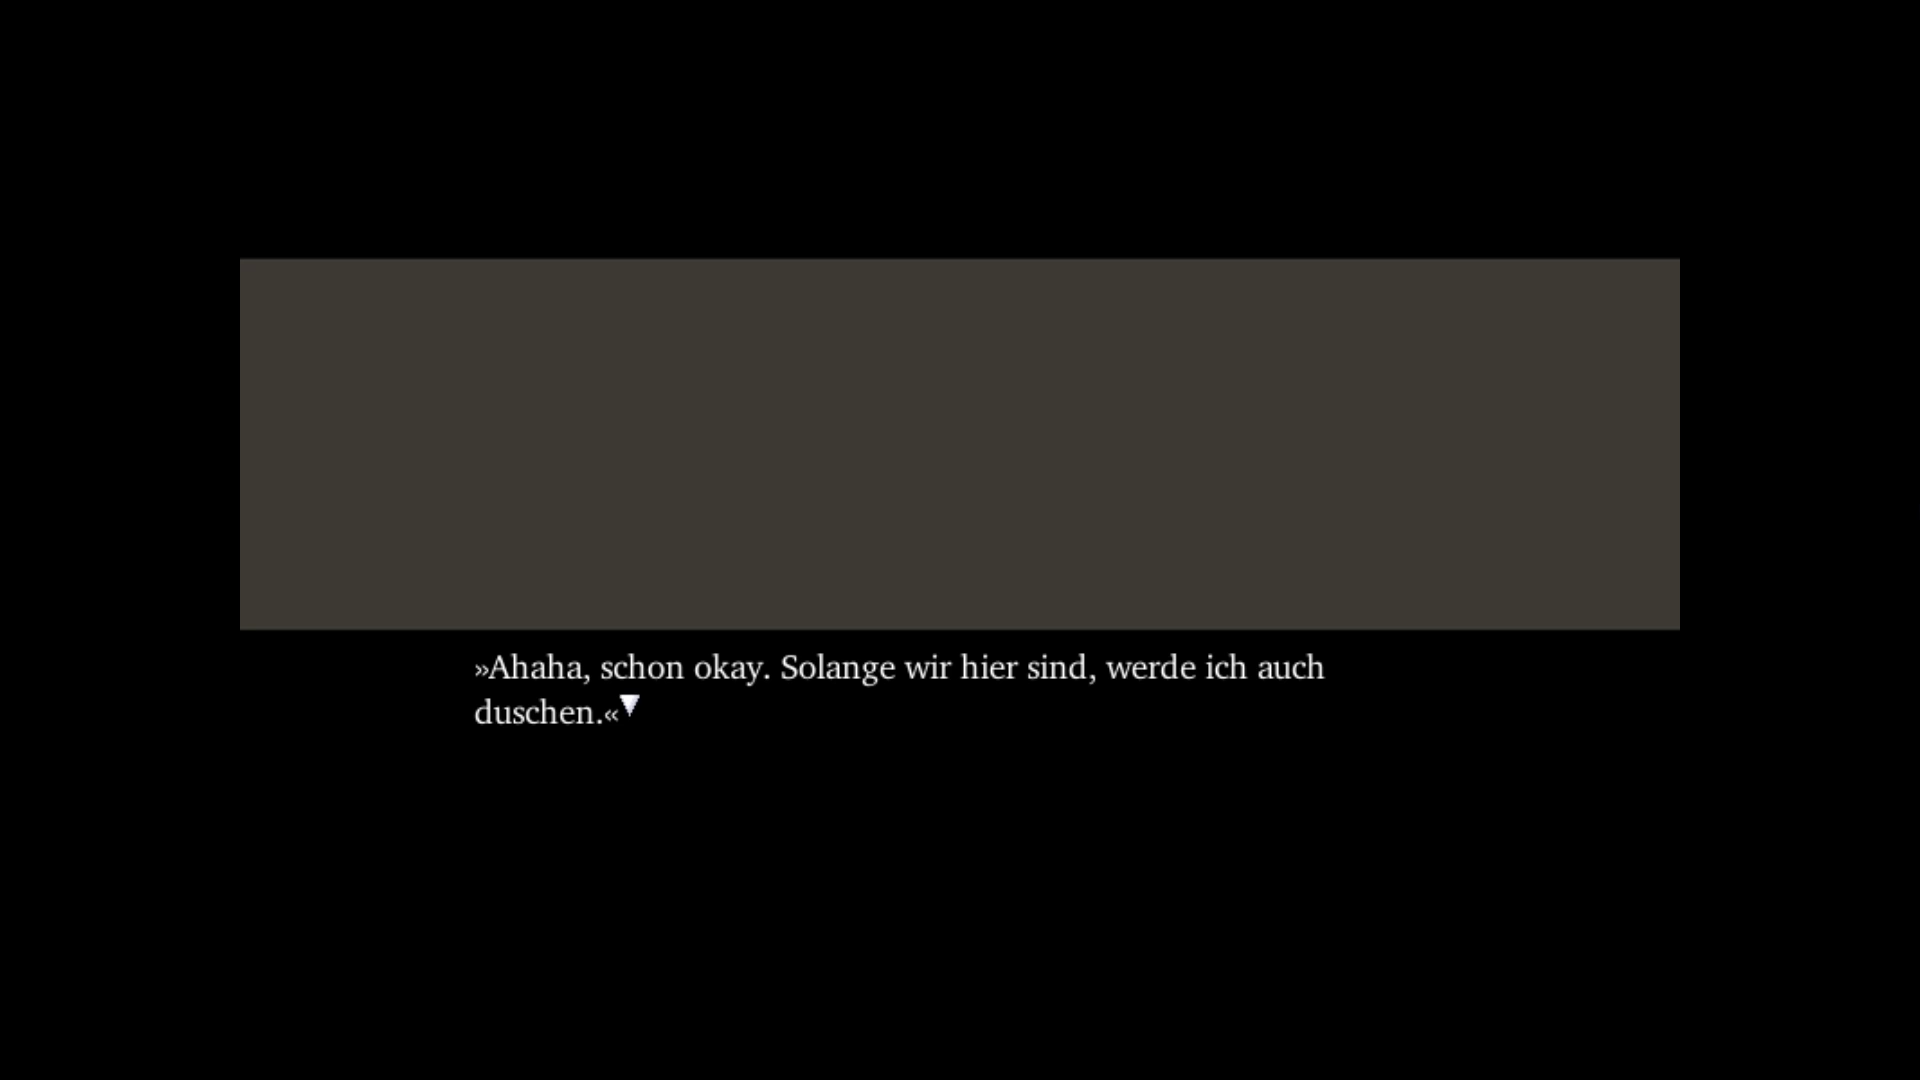 »Ahaha, schon okay. Solange wir hier sind, werde ich auch
duschen.«